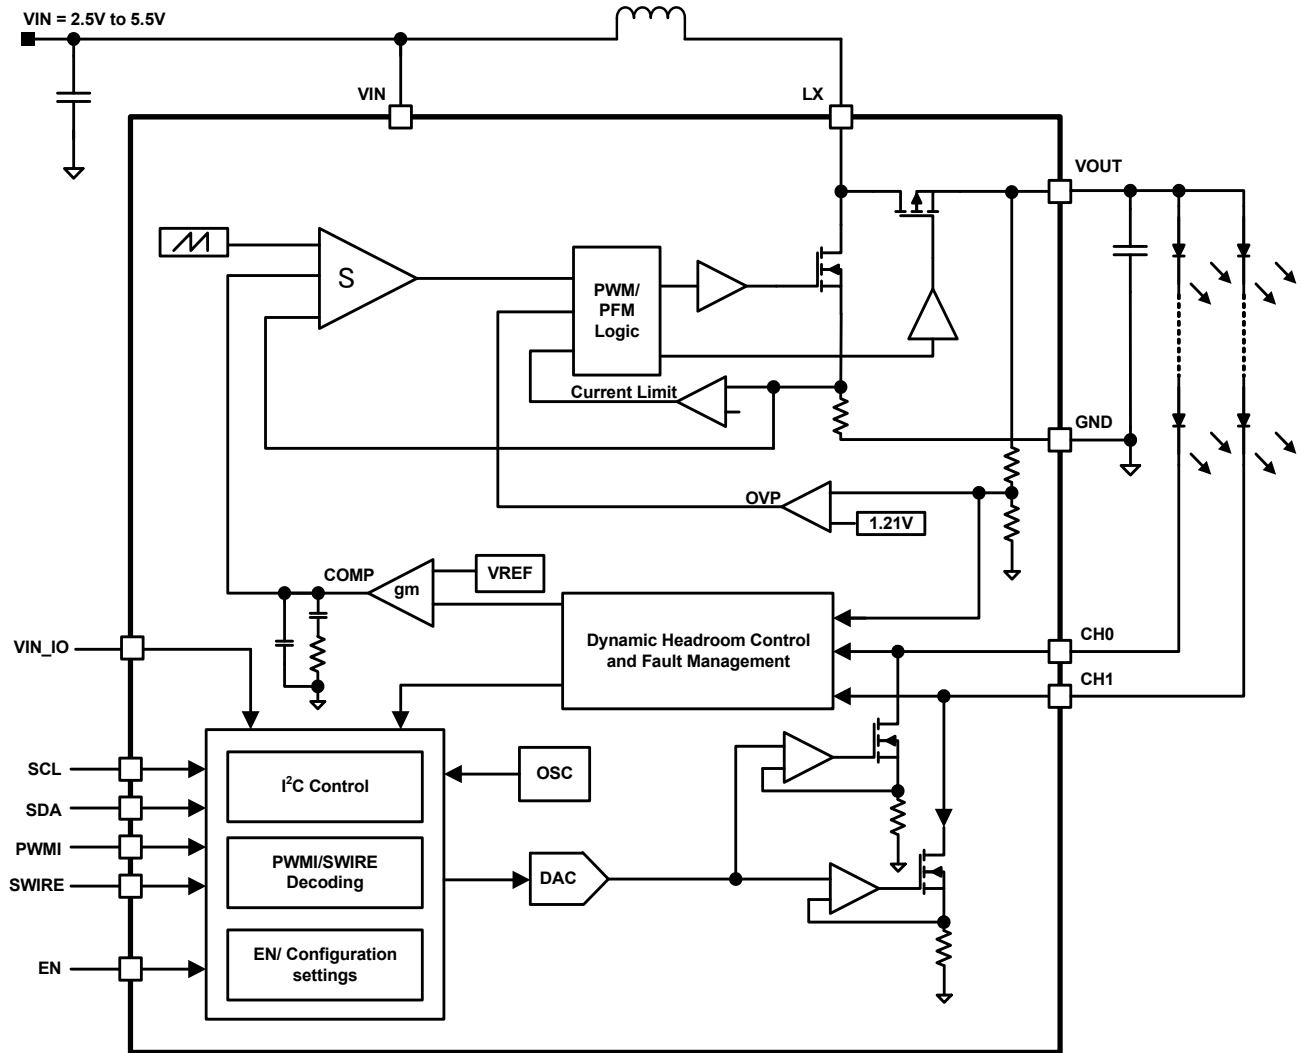 VIN = 2.5V to 5.5V
VIN
LX
VOUT
S
PWM/
PFM
Logic
Current Limit
GND
OVP
1.21V
COMP
gm
VREF
VIN_IO
Dynamic Headroom Control
and Fault Management
CH0
CH1
SCL
I²C Control
OSC
SDA
PWMI
PWMI/SWIRE
Decoding
DAC
SWIRE
EN/ Configuration
settings
EN